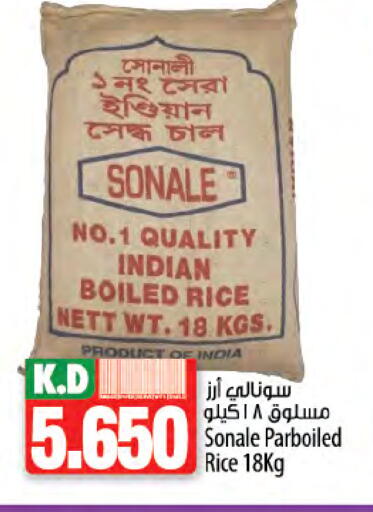 সোনালী
১ নং সেরা
ইণ্ডিয়ান
সেদ্ধ চাল
SONALE ®
NO.1 QUALITY
INDIAN
BOILED RICE
NETT WT. 18 KGS.
PRODUCT OF INDIA
K.D
5.650
سونالي أرز
مسلوق ١٨ كيلو
Sonale Parboiled
Rice 18Kg